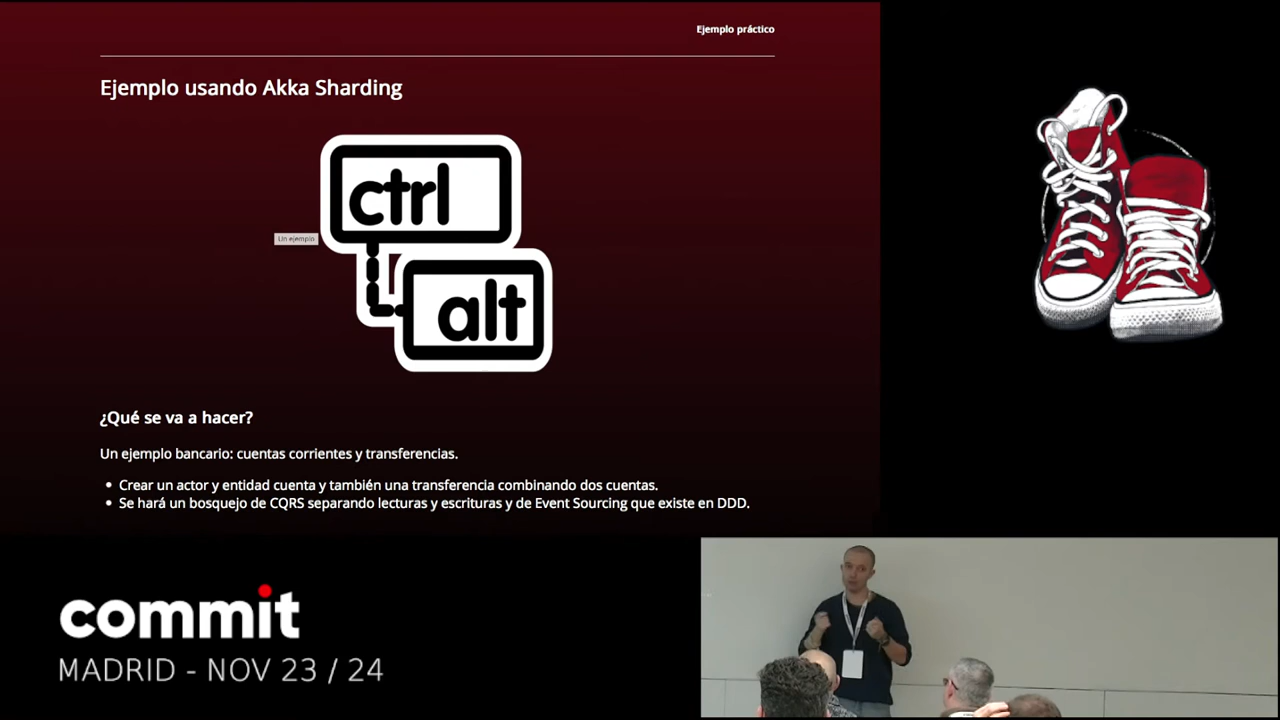 Ejemplo práctico
Ejemplo usando Akka Sharding
ctrl
Un ejemplo
alt
¿Qué se va a hacer?
Un ejemplo bancario: cuentas corrientes y transferencias.
• Crear un actor y entidad cuenta y también una transferencia combinando dos cuentas.
• Se hará un bosquejo de CQRS separando lecturas y escrituras y de Event Sourcing que existe en DDD.
commit
MADRID - NOV 23 / 24